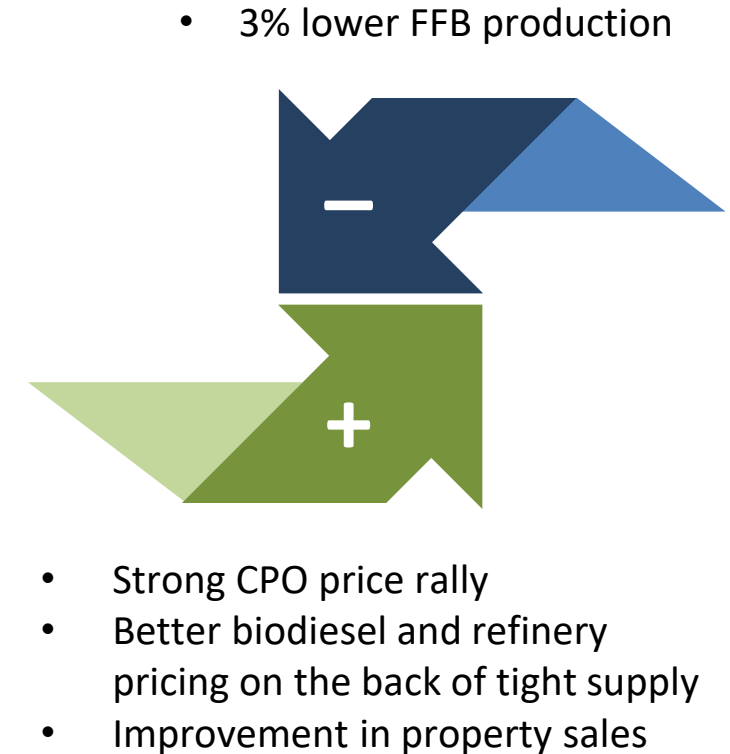 • 3% lower FFB production
−
+
• Strong CPO price rally
• Better biodiesel and refinery
pricing on the back of tight supply
• Improvement in property sales